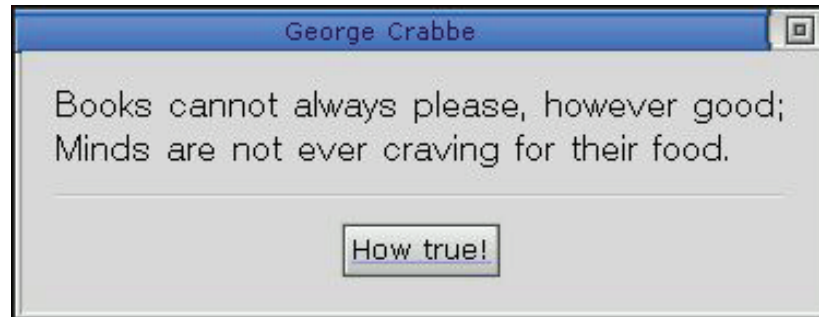 George Crabbe
Books cannot always please, however good;
Minds are not ever craving for their food.
How true!